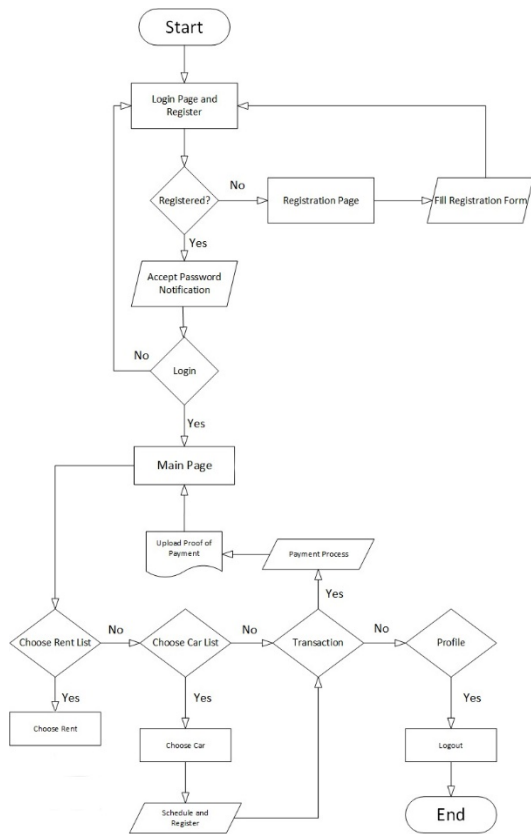 Start
Login Page and
Register
Registered?
No
Registration Page
Fill Registration Form
Yes
Accept Password
Notification
No
Login
Yes
Main Page
Upload Proof of
Payment
Payment Process
Yes
Choose Rent List
No
Choose Car List
No
Transaction
No
Profile
Yes
Yes
Yes
Choose Rent
Choose Car
Logout
Schedule and
Register
End